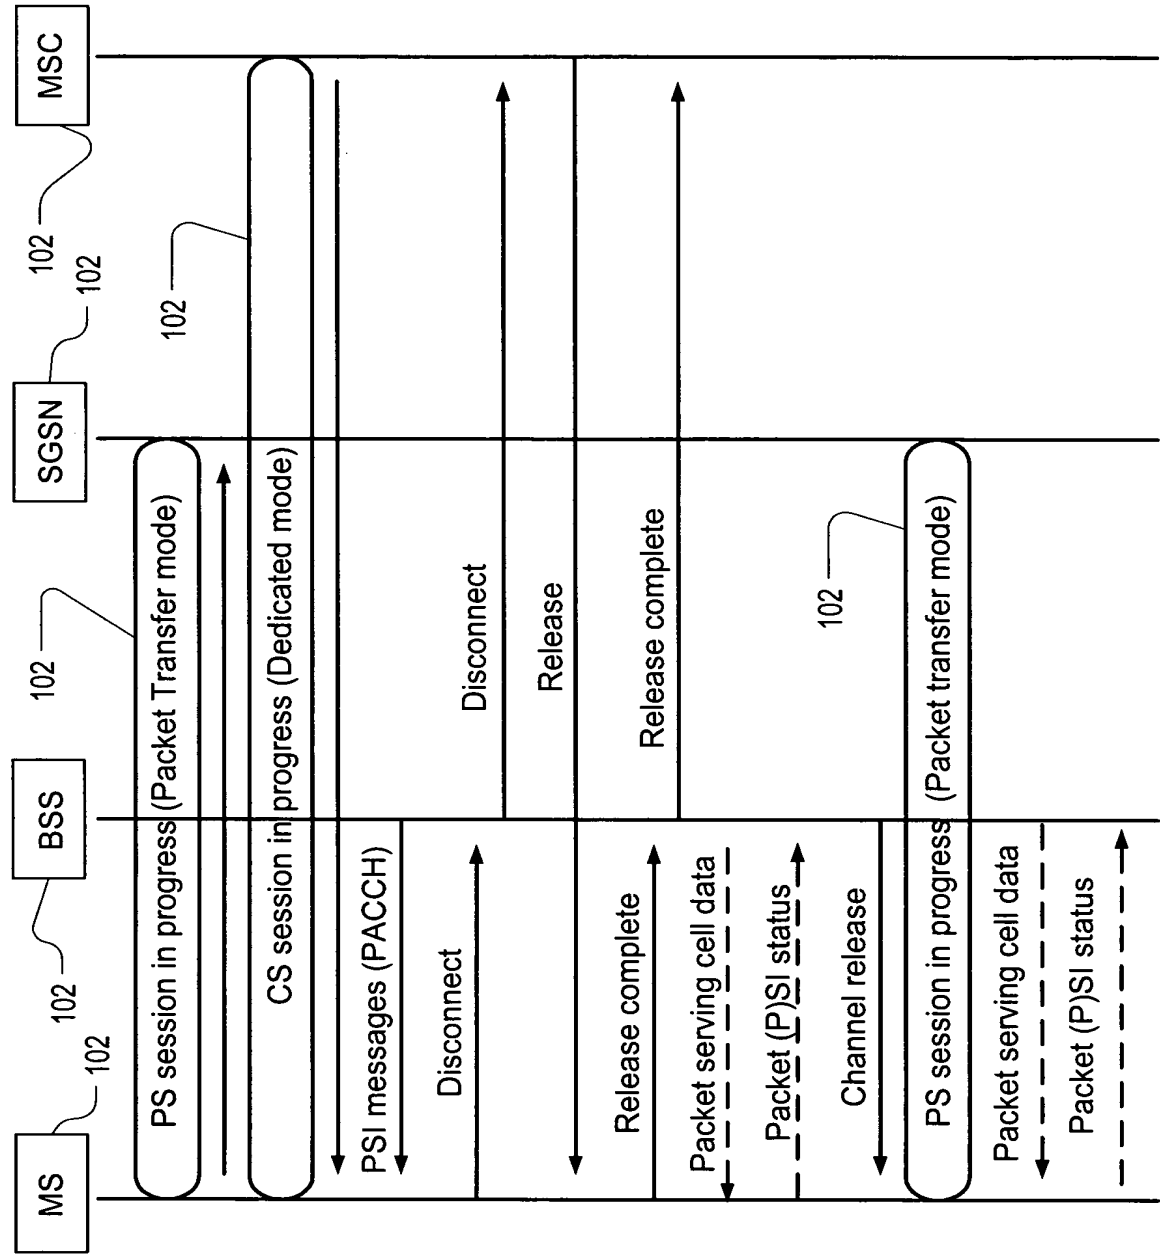 MS
102
BSS
102
SGSN
102
MSC
102
PS session in progress (Packet Transfer mode)
102
CS session in progress (Dedicated mode)
102
PSI messages (PACCH)
Disconnect
Disconnect
Release
Release complete
Release complete
Packet serving cell data
Packet (P)SI status
Channel release
PS session in progress (Packet transfer mode)
102
Packet serving cell data
Packet (P)SI status